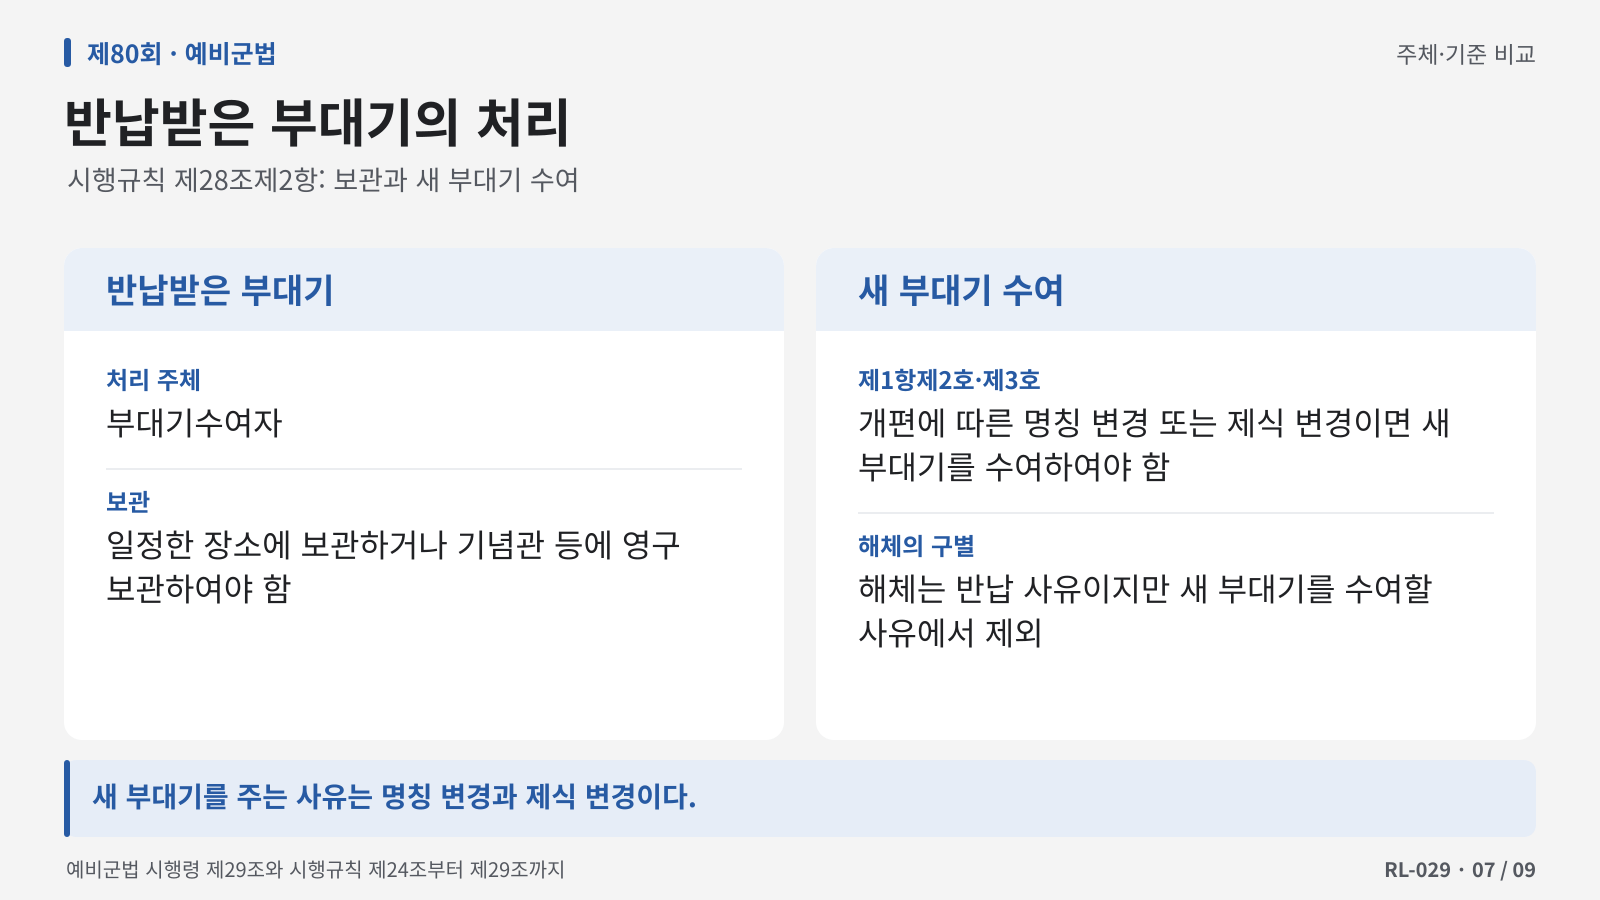 제80회 · 예비군법
주체·기준 비교
반납받은 부대기의 처리
시행규칙 제28조제2항: 보관과 새 부대기 수여
반납받은 부대기
처리 주체
부대기수여자
보관
일정한 장소에 보관하거나 기념관 등에 영구
보관하여야 함
새 부대기 수여
제1항제2호·제3호
개편에 따른 명칭 변경 또는 제식 변경이면 새
부대기를 수여하여야 함
해체의 구별
해체는 반납 사유이지만 새 부대기를 수여할
사유에서 제외
새 부대기를 주는 사유는 명칭 변경과 제식 변경이다.
예비군법 시행령 제29조와 시행규칙 제24조부터 제29조까지
RL-029 · 07 / 09